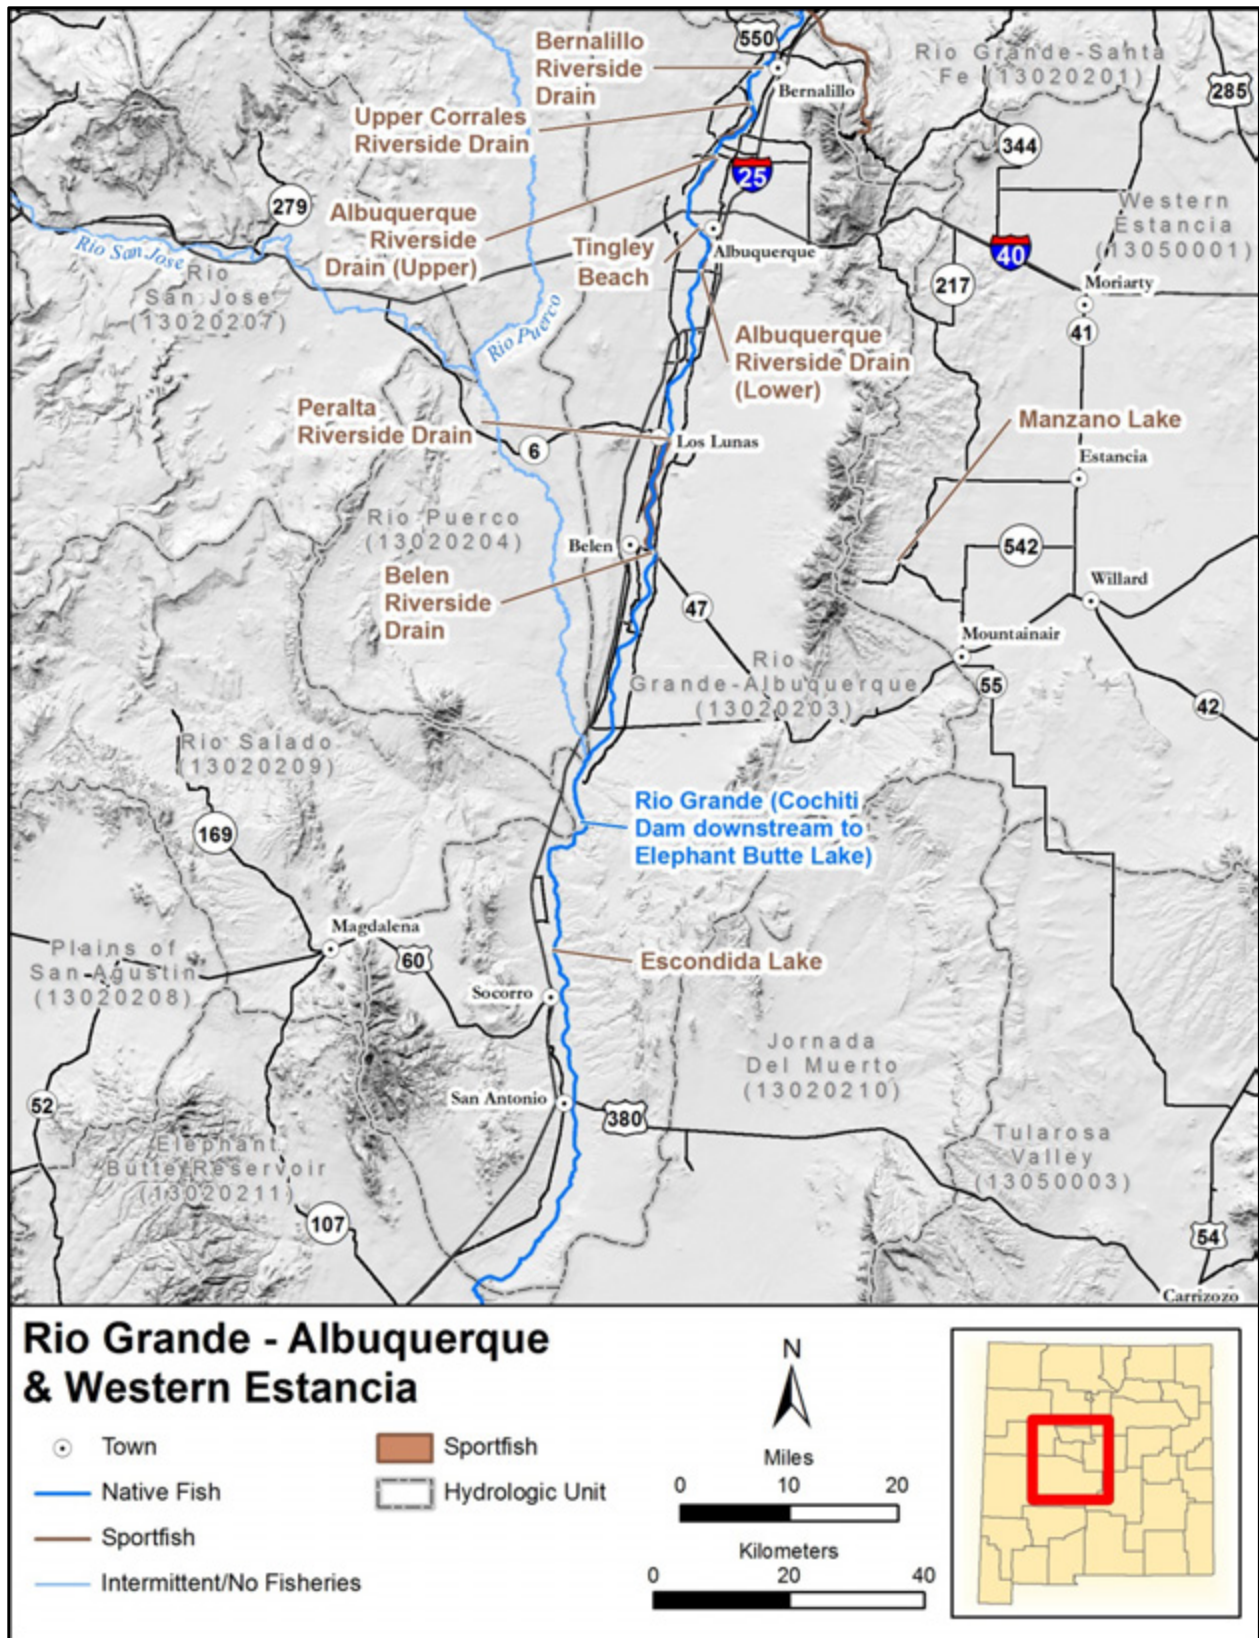 550
Bernalillo
Riverside
Drain
Bernalillo
Rio Grande-Santa
Fe (13020201)
285
Upper Corrales
Riverside Drain
344
25
279
Albuquerque
Riverside
Drain (Upper)
Western
Estancia
(13050001)
Tingley
Beach
Albuquerque
40
217
Moriarty
41
Rio San Jose
Rio
San Jose
(13020207)
Rio Puerco
Albuquerque
Riverside Drain
(Lower)
Peralta
Riverside Drain
6
Los Lunas
Manzano Lake
Estancia
Rio Puerco
(13020204)
Belen
542
Belen
Riverside
Drain
47
Willard
Mountainair
Rio
Grande-Albuquerque
(13020203)
55
42
Rio Salado
(13020209)
169
Rio Grande (Cochiti
Dam downstream to
Elephant Butte Lake)
Magdalena
60
Plains of
San Agustin
(13020208)
Escondida Lake
Socorro
Jornada
Del Muerto
(13020210)
52
San Antonio
380
Elephant
Butte Reservoir
(13020211)
Tularosa
Valley
(13050003)
107
54
Carrizozo
Rio Grande - Albuquerque
& Western Estancia
Town
Native Fish
Sportfish
Intermittent/No Fisheries
Sportfish
Hydrologic Unit
N
Miles
0 10 20
Kilometers
0 20 40